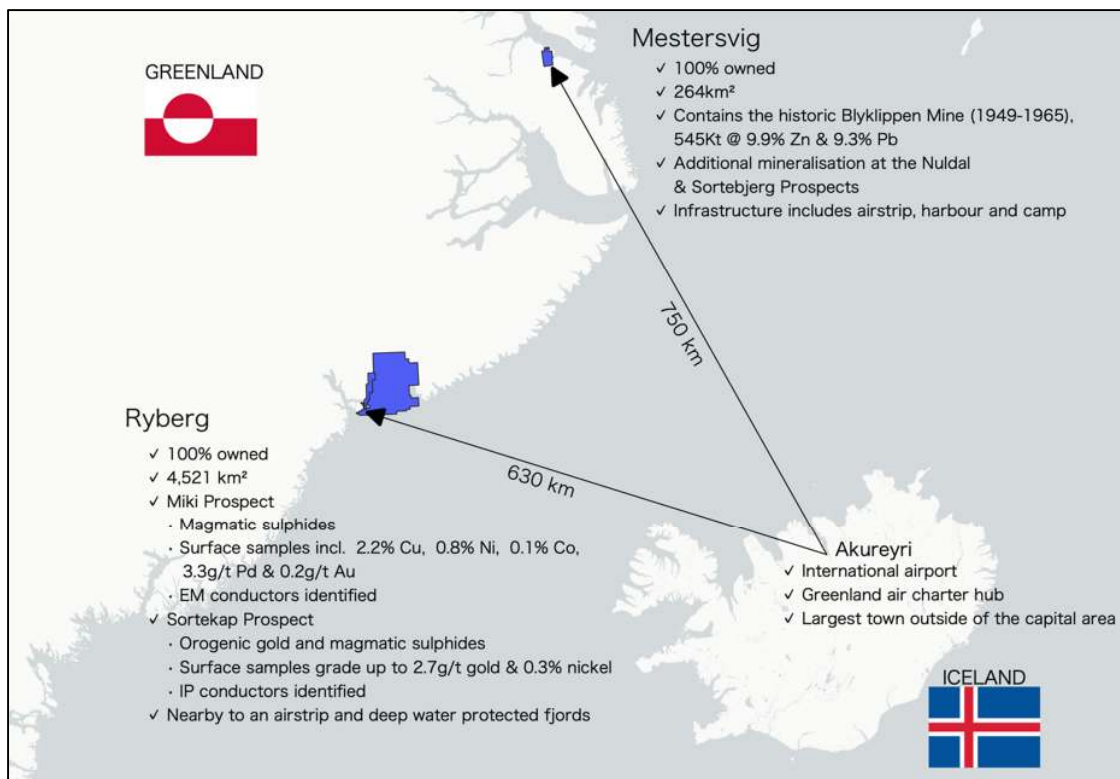 GREENLAND
Mestersvig
✓ 100% owned
✓ 264km²
✓ Contains the historic Blyklippen Mine (1949-1965),
545Kt @ 9.9% Zn & 9.3% Pb
✓ Additional mineralisation at the Nuldal
& Sortebjerg Prospects
✓ Infrastructure includes airstrip, harbour and camp
750 km
630 km
Ryberg
✓ 100% owned
✓ 4,521 km²
✓ Miki Prospect
· Magmatic sulphides
· Surface samples incl. 2.2% Cu, 0.8% Ni, 0.1% Co,
3.3g/t Pd & 0.2g/t Au
· EM conductors identified
✓ Sortekap Prospect
· Orogenic gold and magmatic sulphides
· Surface samples grade up to 2.7g/t gold & 0.3% nickel
· IP conductors identified
✓ Nearby to an airstrip and deep water protected fjords
Akureyri
✓ International airport
✓ Greenland air charter hub
✓ Largest town outside of the capital area
ICELAND